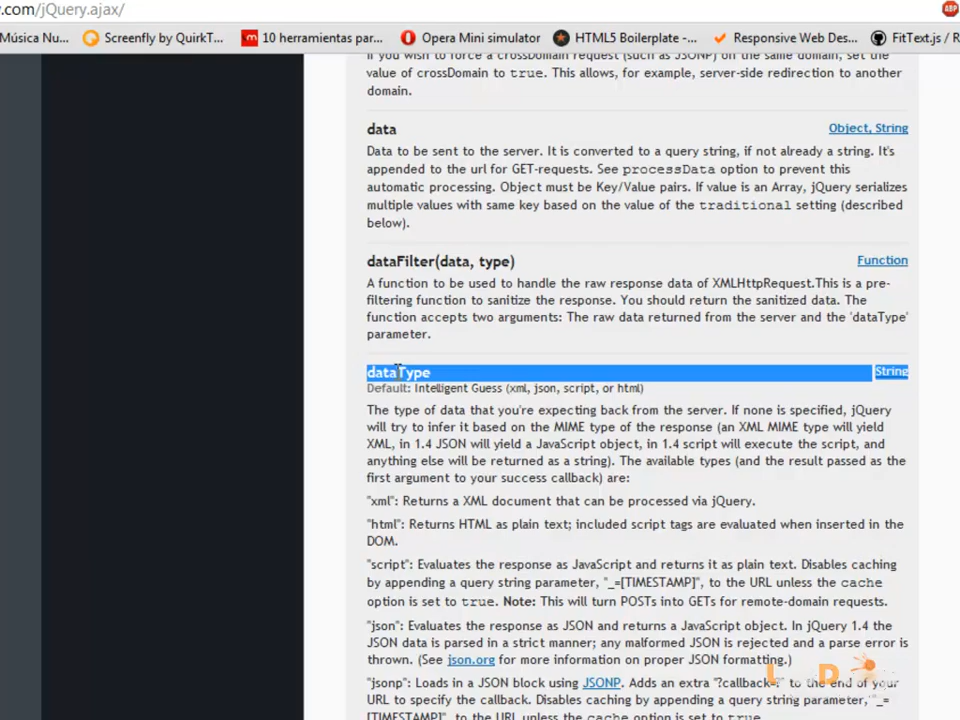 .com/jQuery.ajax/
Música Nu...
Screenfly by QuirkT...
10 herramientas par...
Opera Mini simulator
HTML5 Boilerplate -...
Responsive Web Des...
FitText.js / R
ABP
If you wish to force a crossDomain request (such as JSONP) on the same domain, set the
value of crossDomain to true. This allows, for example, server-side redirection to another
domain.
data
Object, String
Data to be sent to the server. It is converted to a query string, if not already a string. It's
appended to the url for GET-requests. See processData option to prevent this
automatic processing. Object must be Key/Value pairs. If value is an Array, jQuery serializes
multiple values with same key based on the value of the traditional setting (described
below).
dataFilter(data, type)
Function
A function to be used to handle the raw response data of XMLHttpRequest.This is a pre-
filtering function to sanitize the response. You should return the sanitized data. The
function accepts two arguments: The raw data returned from the server and the 'dataType'
parameter.
dataType
String
Default: Intelligent Guess (xml, json, script, or html)
The type of data that you're expecting back from the server. If none is specified, jQuery
will try to infer it based on the MIME type of the response (an XML MIME type will yield
XML, in 1.4 JSON will yield a JavaScript object, in 1.4 script will execute the script, and
anything else will be returned as a string). The available types (and the result passed as the
first argument to your success callback) are:
"xml": Returns a XML document that can be processed via jQuery.
"html": Returns HTML as plain text; included script tags are evaluated when inserted in the
DOM.
"script": Evaluates the response as JavaScript and returns it as plain text. Disables caching
by appending a query string parameter, "_=[TIMESTAMP]", to the URL unless the cache
option is set to true. Note: This will turn POSTs into GETs for remote-domain requests.
"json": Evaluates the response as JSON and returns a JavaScript object. In jQuery 1.4 the
JSON data is parsed in a strict manner; any malformed JSON is rejected and a parse error is
thrown. (See json.org for more information on proper JSON formatting.)
"jsonp": Loads in a JSON block using JSONP. Adds an extra "?callback=?" to the end of your
URL to specify the callback. Disables caching by appending a query string parameter, "_=
[TIMESTAMP]", to the URL unless the cache option is set to true.